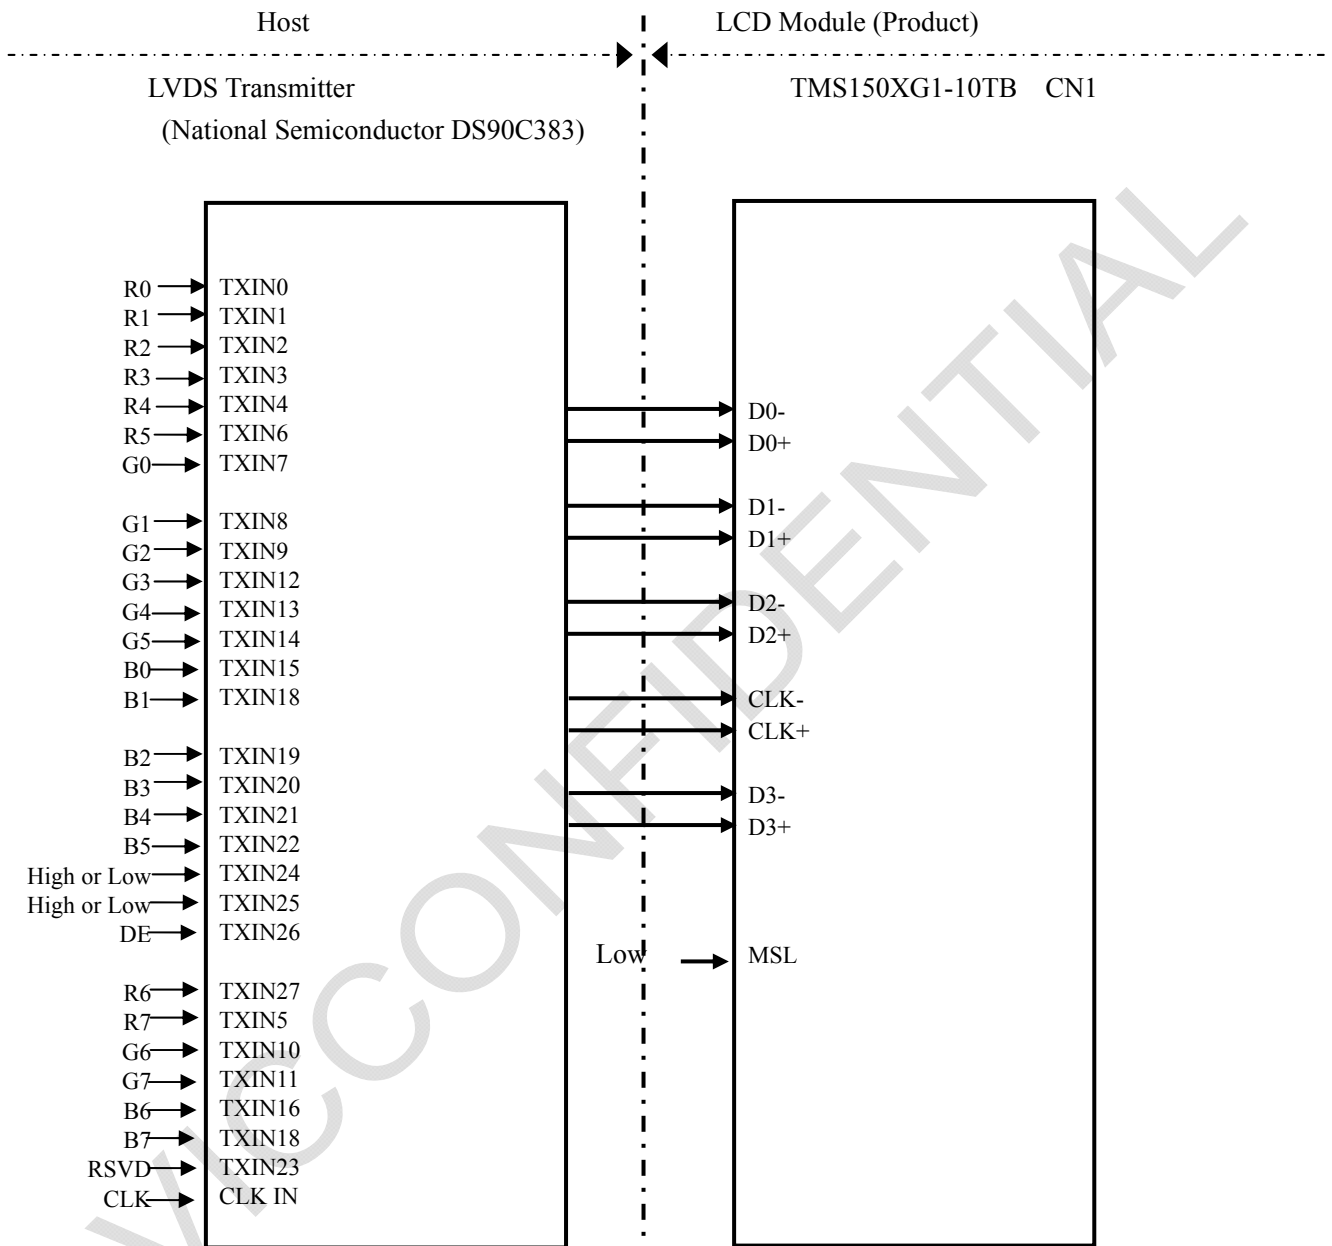 Host LCD Module (Product)
LVDS Transmitter TMS150XG1-10TB CN1
(National Semiconductor DS90C383)
R0 TXIN0
R1 TXIN1
R2 TXIN2
R3 TXIN3
R4 TXIN4
R5 TXIN6
G0 TXIN7
G1 TXIN8
G2 TXIN9
G3 TXIN12
G4 TXIN13
G5 TXIN14
B0 TXIN15
B1 TXIN18
B2 TXIN19
B3 TXIN20
B4 TXIN21
B5 TXIN22
High or Low TXIN24
High or Low TXIN25
DE TXIN26
R6 TXIN27
R7 TXIN5
G6 TXIN10
G7 TXIN11
B6 TXIN16
B7 TXIN18
RSVD TXIN23
CLK CLK IN
D0-
D0+
D1-
D1+
D2-
D2+
CLK-
CLK+
D3-
D3+
Low MSL
VICCONFIDENTIAL